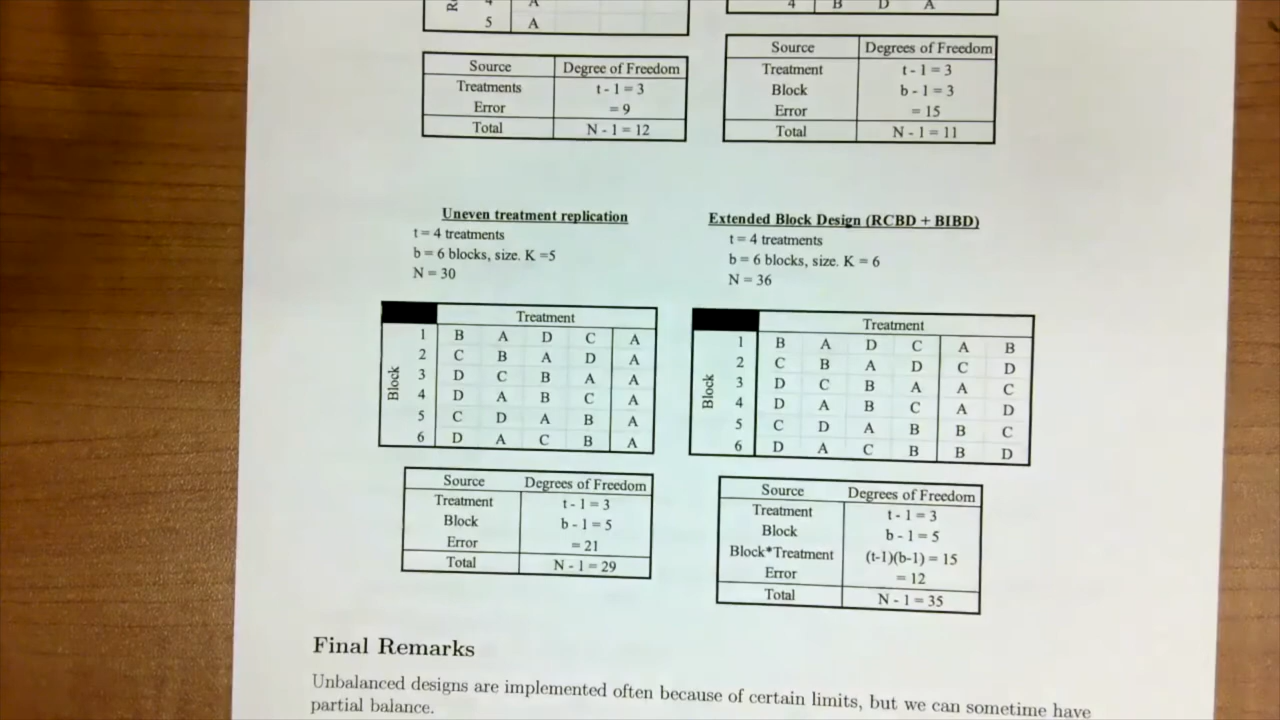 4 A
5 A
4 B D A
Source Degree of Freedom
Treatments t - 1 = 3
Error = 9
Total N - 1 = 12
Source Degrees of Freedom
Treatment t - 1 = 3
Block b - 1 = 3
Error = 15
Total N - 1 = 11
Uneven treatment replication
t = 4 treatments
b = 6 blocks, size. K =5
N = 30
Treatment
Block
1 B A D C A
2 C B A D A
3 D C B A A
4 D A B C A
5 C D A B A
6 D A C B A
Source Degrees of Freedom
Treatment t - 1 = 3
Block b - 1 = 5
Error = 21
Total N - 1 = 29
Extended Block Design (RCBD + BIBD)
t = 4 treatments
b = 6 blocks, size. K = 6
N = 36
Treatment
Block
1 B A D C A B
2 C B A D C D
3 D C B A A C
4 D A B C A D
5 C D A B B C
6 D A C B B D
Source Degrees of Freedom
Treatment t - 1 = 3
Block b - 1 = 5
Block*Treatment (t-1)(b-1) = 15
Error = 12
Total N - 1 = 35
Final Remarks
Unbalanced designs are implemented often because of certain limits, but we can sometime have
partial balance.